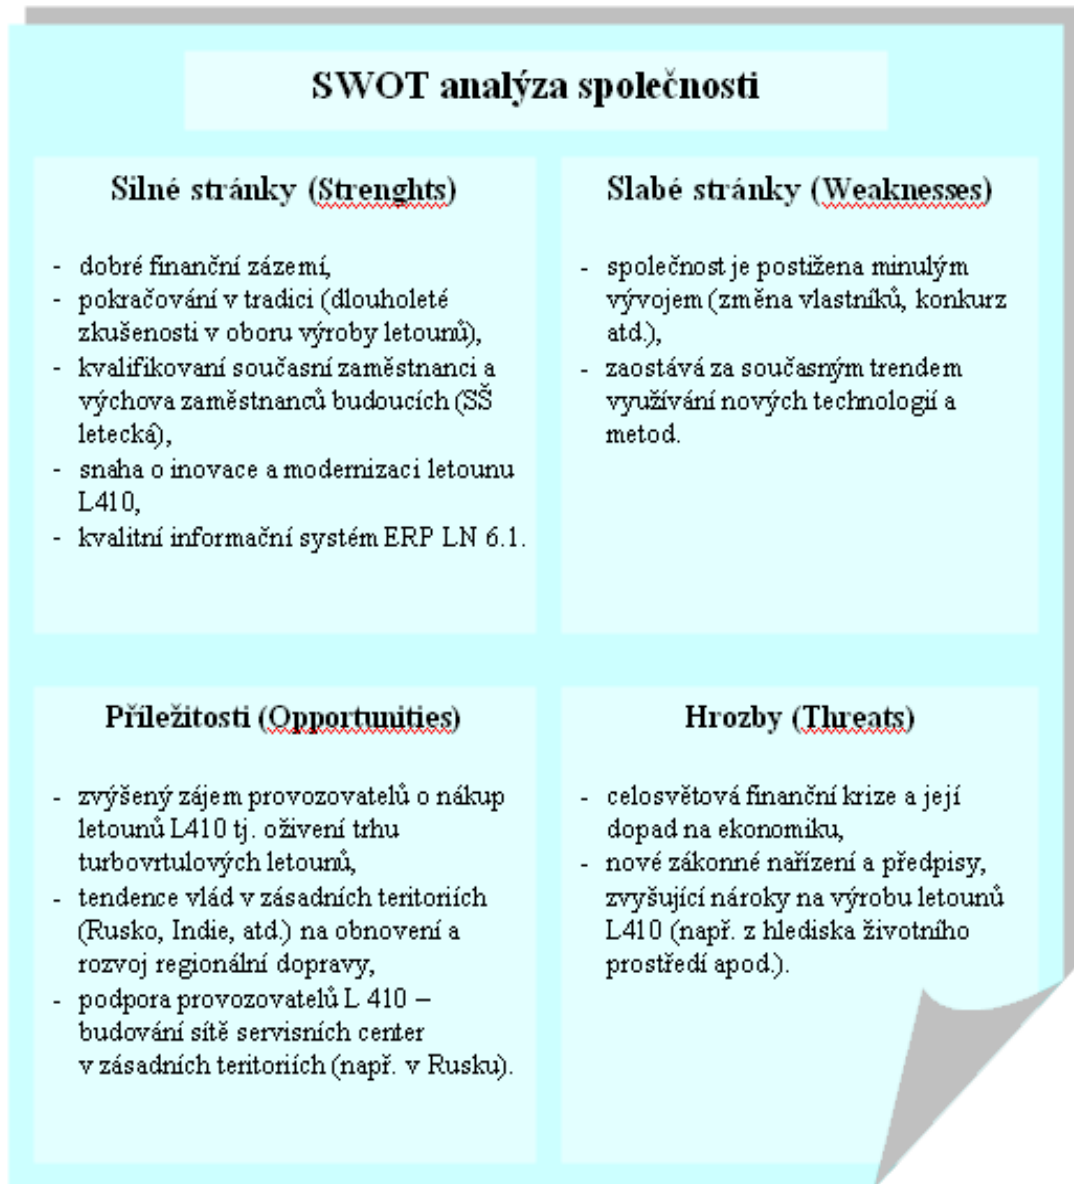 SWOT analýza společnosti
Silné stránky (Strenghts)
- dobré finanční zázemí,
- pokračování v tradici (dlouholeté
zkušenosti v oboru výroby letounů),
- kvalifikovaní současní zaměstnanci a
výchova zaměstnanců budoucích (SŠ
letecká),
- snaha o inovace a modernizaci letounu
L410,
- kvalitní informační systém ERP LN 6.1.
Slabé stránky (Weaknesses)
- společnost je postižena minulým
vývojem (změna vlastníků, konkurz
atd.),
- zaostává za současným trendem
využívání nových technologií a
metod.
Příležitosti (Opportunities)
- zvýšený zájem provozovatelů o nákup
letounů L410 tj. oživení trhu
turbovrtulových letounů,
- tendence vlád v zásadních teritoriích
(Rusko, Indie, atd.) na obnovení a
rozvoj regionální dopravy,
- podpora provozovatelů L 410 –
budování sítě servisních center
v zásadních teritoriích (např. v Rusku).
Hrozby (Threats)
- celosvětová finanční krize a její
dopad na ekonomiku,
- nové zákonné nařízení a předpisy,
zvyšující nároky na výrobu letounů
L410 (např. z hlediska životního
prostředí apod.).